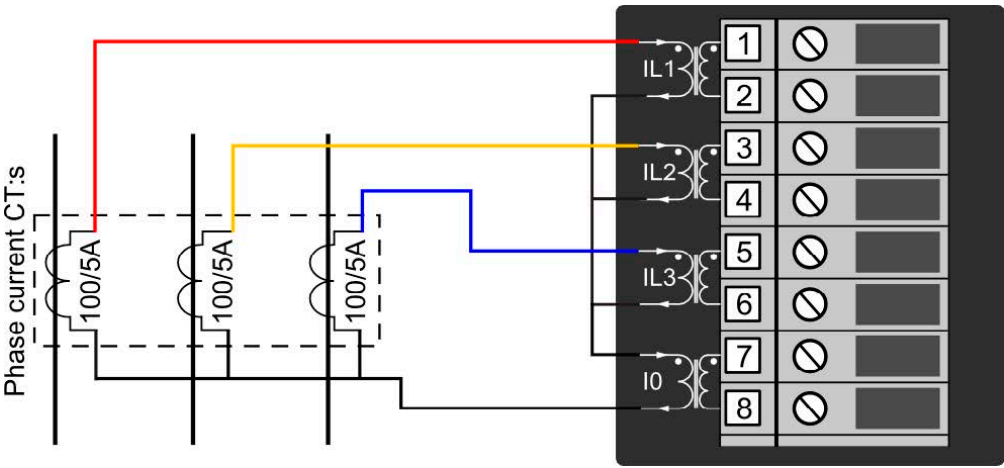 Phase current CT:s
100/5A
100/5A
100/5A
IL1
IL2
IL3
I0
1
2
3
4
5
6
7
8